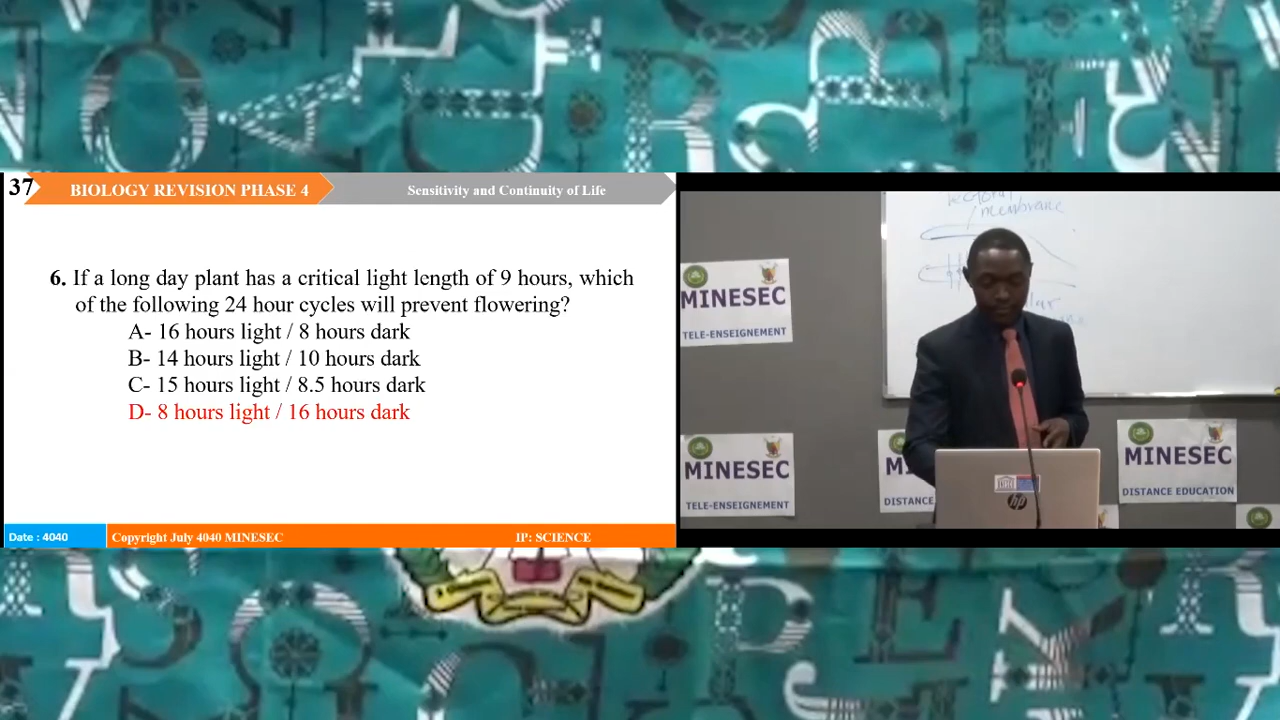 37
BIOLOGY REVISION PHASE 4
Sensitivity and Continuity of Life
6. If a long day plant has a critical light length of 9 hours, which
of the following 24 hour cycles will prevent flowering?
A- 16 hours light / 8 hours dark
B- 14 hours light / 10 hours dark
C- 15 hours light / 8.5 hours dark
D- 8 hours light / 16 hours dark
Date : 4040
Copyright July 4040 MINESEC
IP: SCIENCE
membrane
MINESEC
TELE-ENSEIGNEMENT
MINESEC
TELE-ENSEIGNEMENT
DISTANCE
MINESEC
DISTANCE EDUCATION
hp